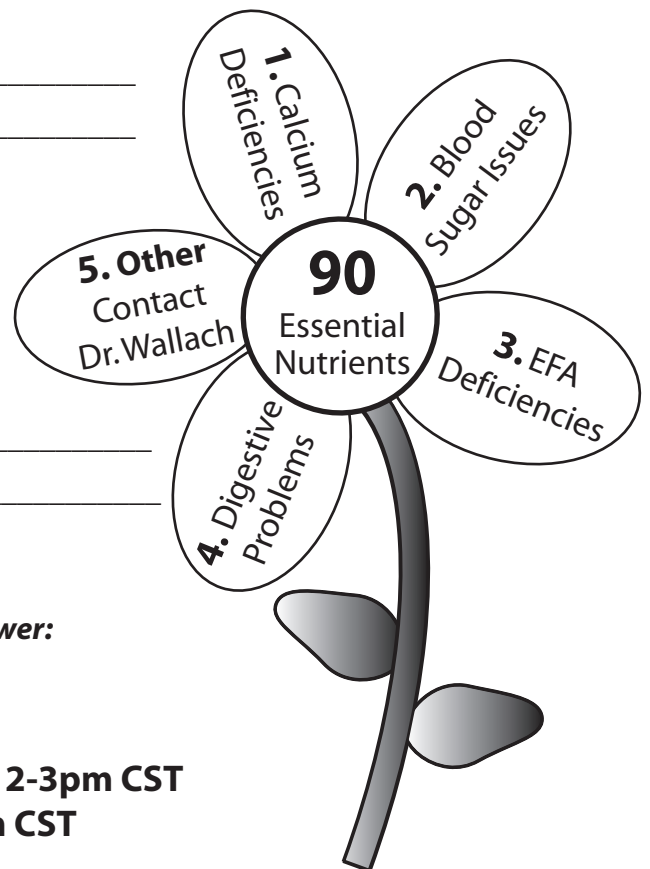 1. Calcium
Deficiencies
2. Blood
Sugar Issues
5. Other
Contact
Dr. Wallach
90
Essential
Nutrients
3. EFA
Deficiencies
4. Digestive
Problems
2-3pm CST
CST